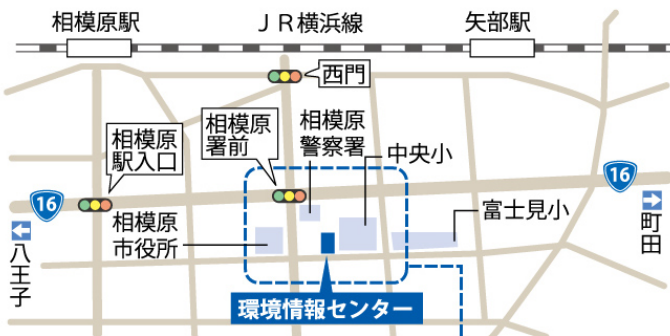 相模原駅
JR横浜線
矢部駅
西門
相模原
駅入口
相模原
署前
相模原
警察署
中央小
16
16
相模原
市役所
富士見小
八王子
町田
環境情報センター